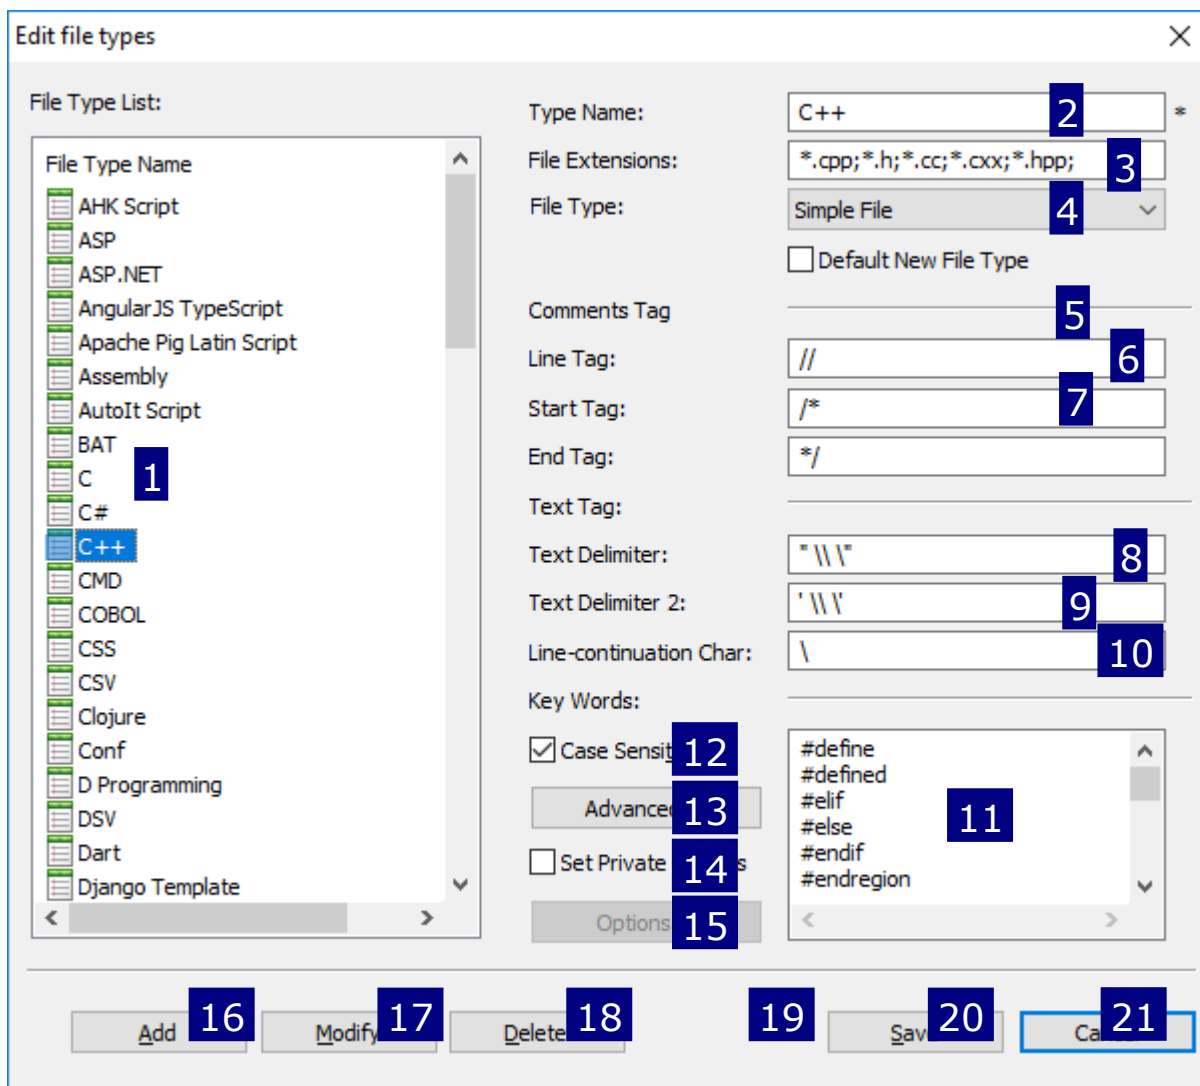 Edit file types
File Type List:
File Type Name
AHK Script
ASP
ASP.NET
AngularJS TypeScript
Apache Pig Latin Script
Assembly
AutoIt Script
BAT
C
1
C#
C++
CMD
COBOL
CSS
CSV
Clojure
Conf
D Programming
DSV
Dart
Django Template
Type Name:
C++
2
*
File Extensions:
*.cpp;*.h;*.cc;*.cxx;*.hpp;
3
File Type:
Simple File
4
Default New File Type
Comments Tag
5
Line Tag:
//
6
Start Tag:
/*
7
End Tag:
*/
Text Tag:
Text Delimiter:
" \\ \"
8
Text Delimiter 2:
' \\ \'
9
Line-continuation Char:
\
10
Key Words:
Case
12
13
Set Private
14
Options
15
#define
#defined
#elif
#else
#endif
#endregion
11
Add
16
Modify
17
Delete
18
19
20
21